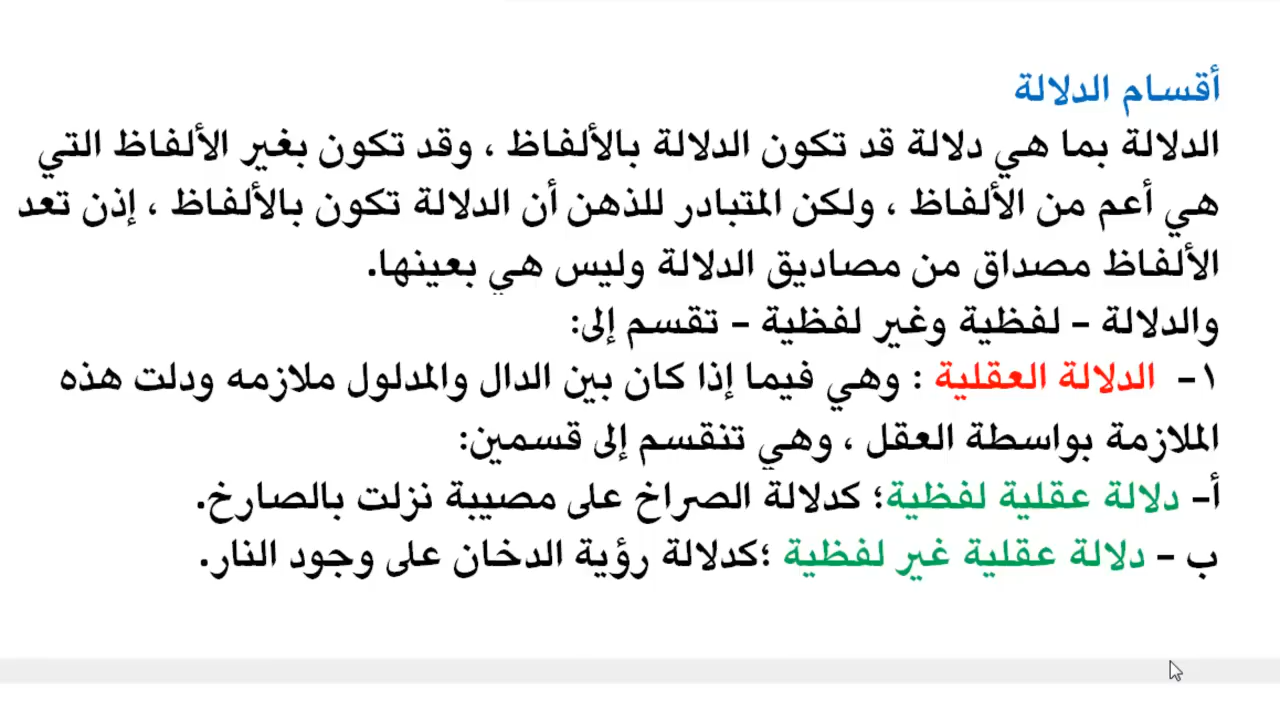 أقسام الدلالة
الدلالة بما هي دلالة قد تكون الدلالة بالألفاظ ، وقد تكون بغير الألفاظ التي
هي أعم من الألفاظ ، ولكن المتبادر للذهن أن الدلالة تكون بالألفاظ ، إذن تعد
الألفاظ مصداق من مصاديق الدلالة وليس هي بعينها.
والدلالة – لفظية وغير لفظية – تقسم إلى:
١- الدلالة العقلية : وهي فيما إذا كان بين الدال والمدلول ملازمه ودلت هذه
الملازمة بواسطة العقل ، وهي تنقسم إلى قسمين:
أ- دلالة عقلية لفظية؛ كدلالة الصراخ على مصيبة نزلت بالصارخ.
ب – دلالة عقلية غير لفظية ؛كدلالة رؤية الدخان على وجود النار.